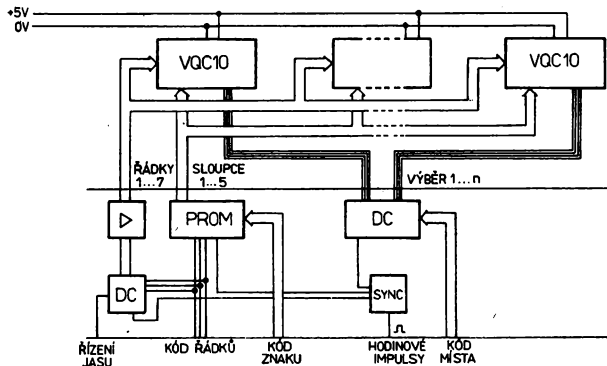 +5V
0V
VQC10
VQC10
ŘÁDKY
1...7
SLOUPCE
1...5
VÝBĚR 1...n
PROM
DC
DC
SYNC
ŘÍZENÍ
JASU
KÓD ŘÁDKŮ
KÓD
ZNAKU
HODINOVÉ
IMPULSY
KÓD
MÍSTA